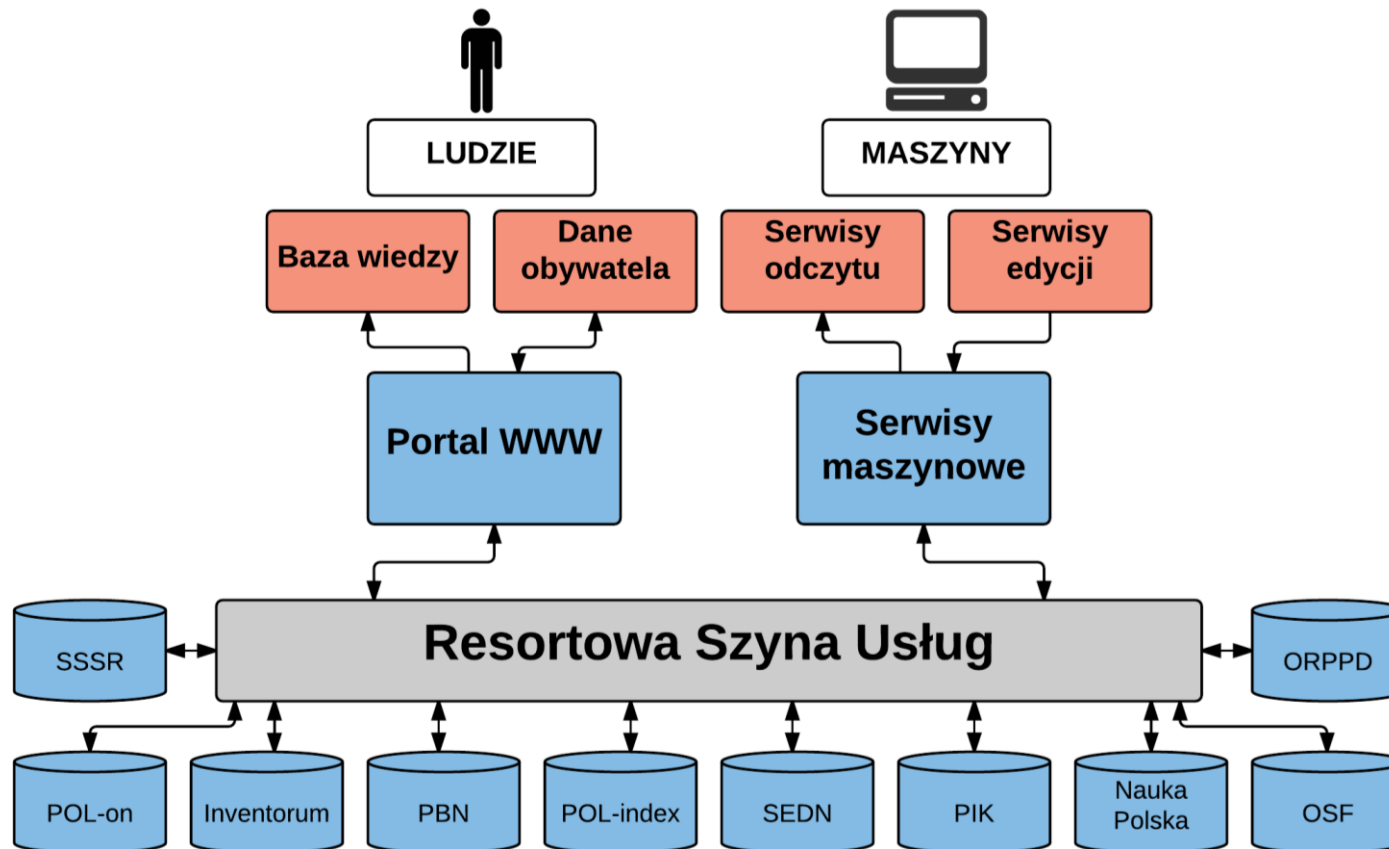 LUDZIE
MASZYNY
Baza wiedzy
Dane
obywatela
Serwisy
odczytu
Serwisy
edycji
Portal WWW
Serwisy
maszynowe
Resortowa Szyna Usług
SSSR
ORPPD
POL-on
Inventorum
PBN
POL-index
SEDN
PIK
Nauka
Polska
OSF